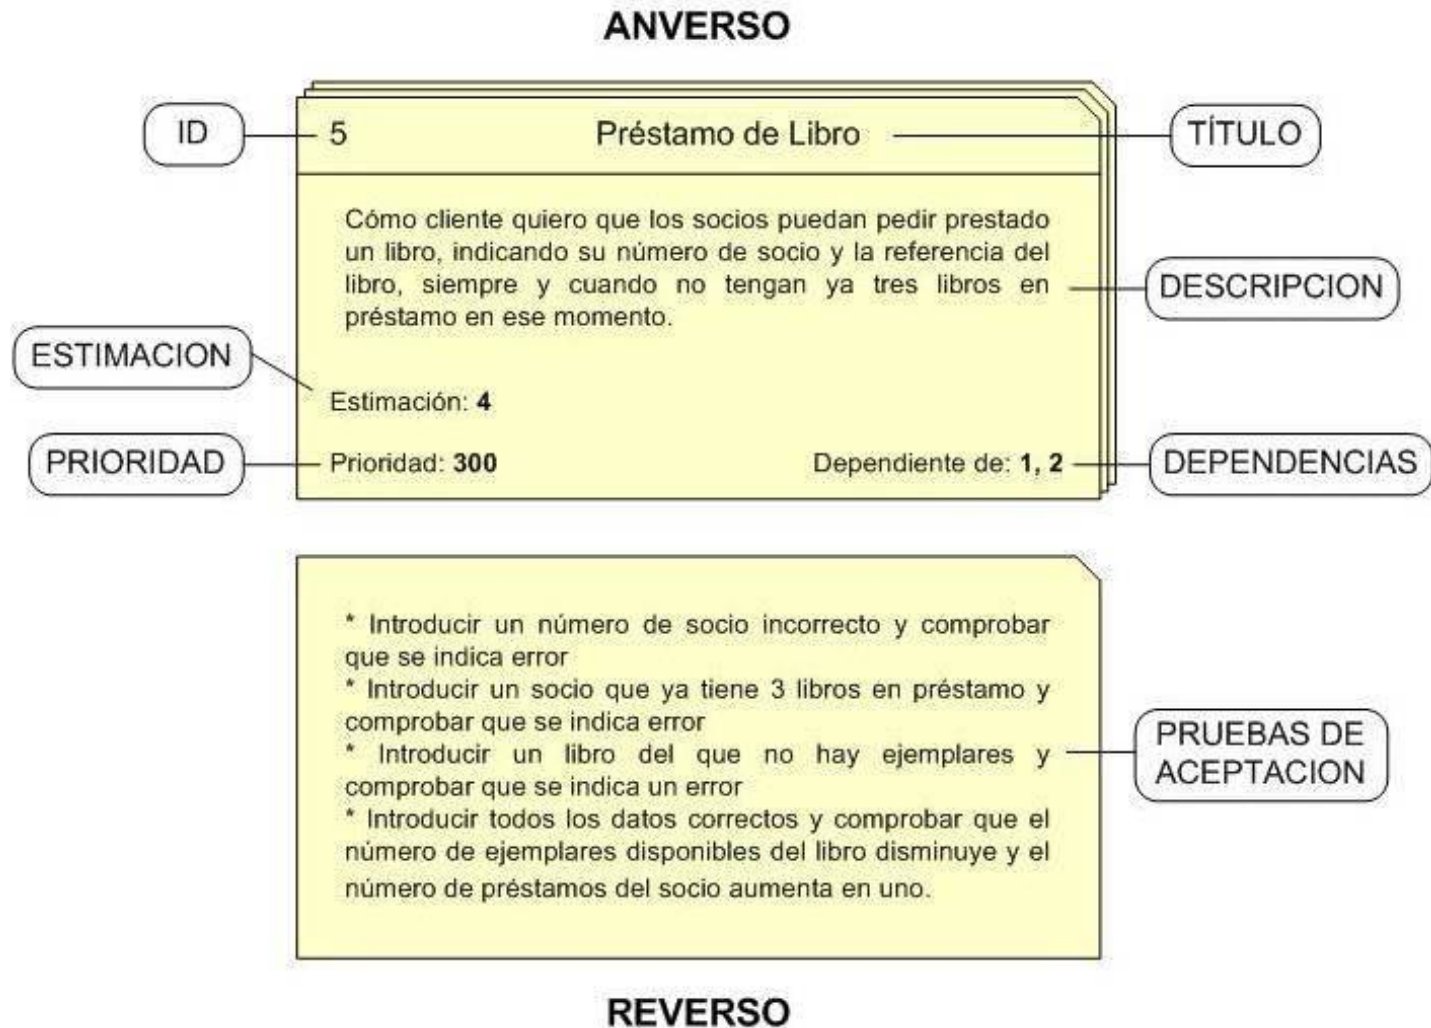 ANVERSO
ID
5
Préstamo de Libro
TÍTULO
Cómo cliente quiero que los socios puedan pedir prestado
un libro, indicando su número de socio y la referencia del
libro, siempre y cuando no tengan ya tres libros en
préstamo en ese momento.
DESCRIPCION
ESTIMACION
Estimación: 4
PRIORIDAD
Prioridad: 300
Dependiente de: 1, 2
DEPENDENCIAS
* Introducir un número de socio incorrecto y comprobar
que se indica error
* Introducir un socio que ya tiene 3 libros en préstamo y
comprobar que se indica error
* Introducir un libro del que no hay ejemplares y
comprobar que se indica un error
* Introducir todos los datos correctos y comprobar que el
número de ejemplares disponibles del libro disminuye y el
número de préstamos del socio aumenta en uno.
PRUEBAS DE
ACEPTACION
REVERSO